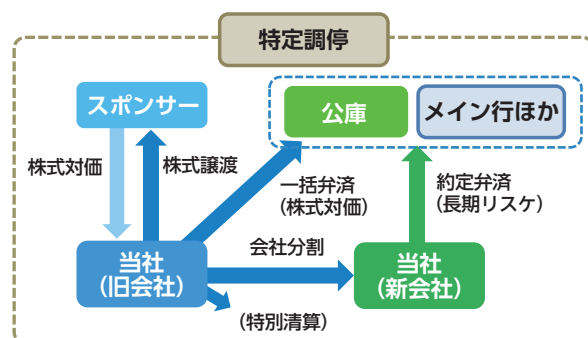 特定調停
スポンサー
公庫
メイン行ほか
株式対価
株式譲渡
一括弁済
(株式対価)
約定弁済
(長期リスケ)
会社分割
当社
(旧会社)
当社
(新会社)
(特別清算)